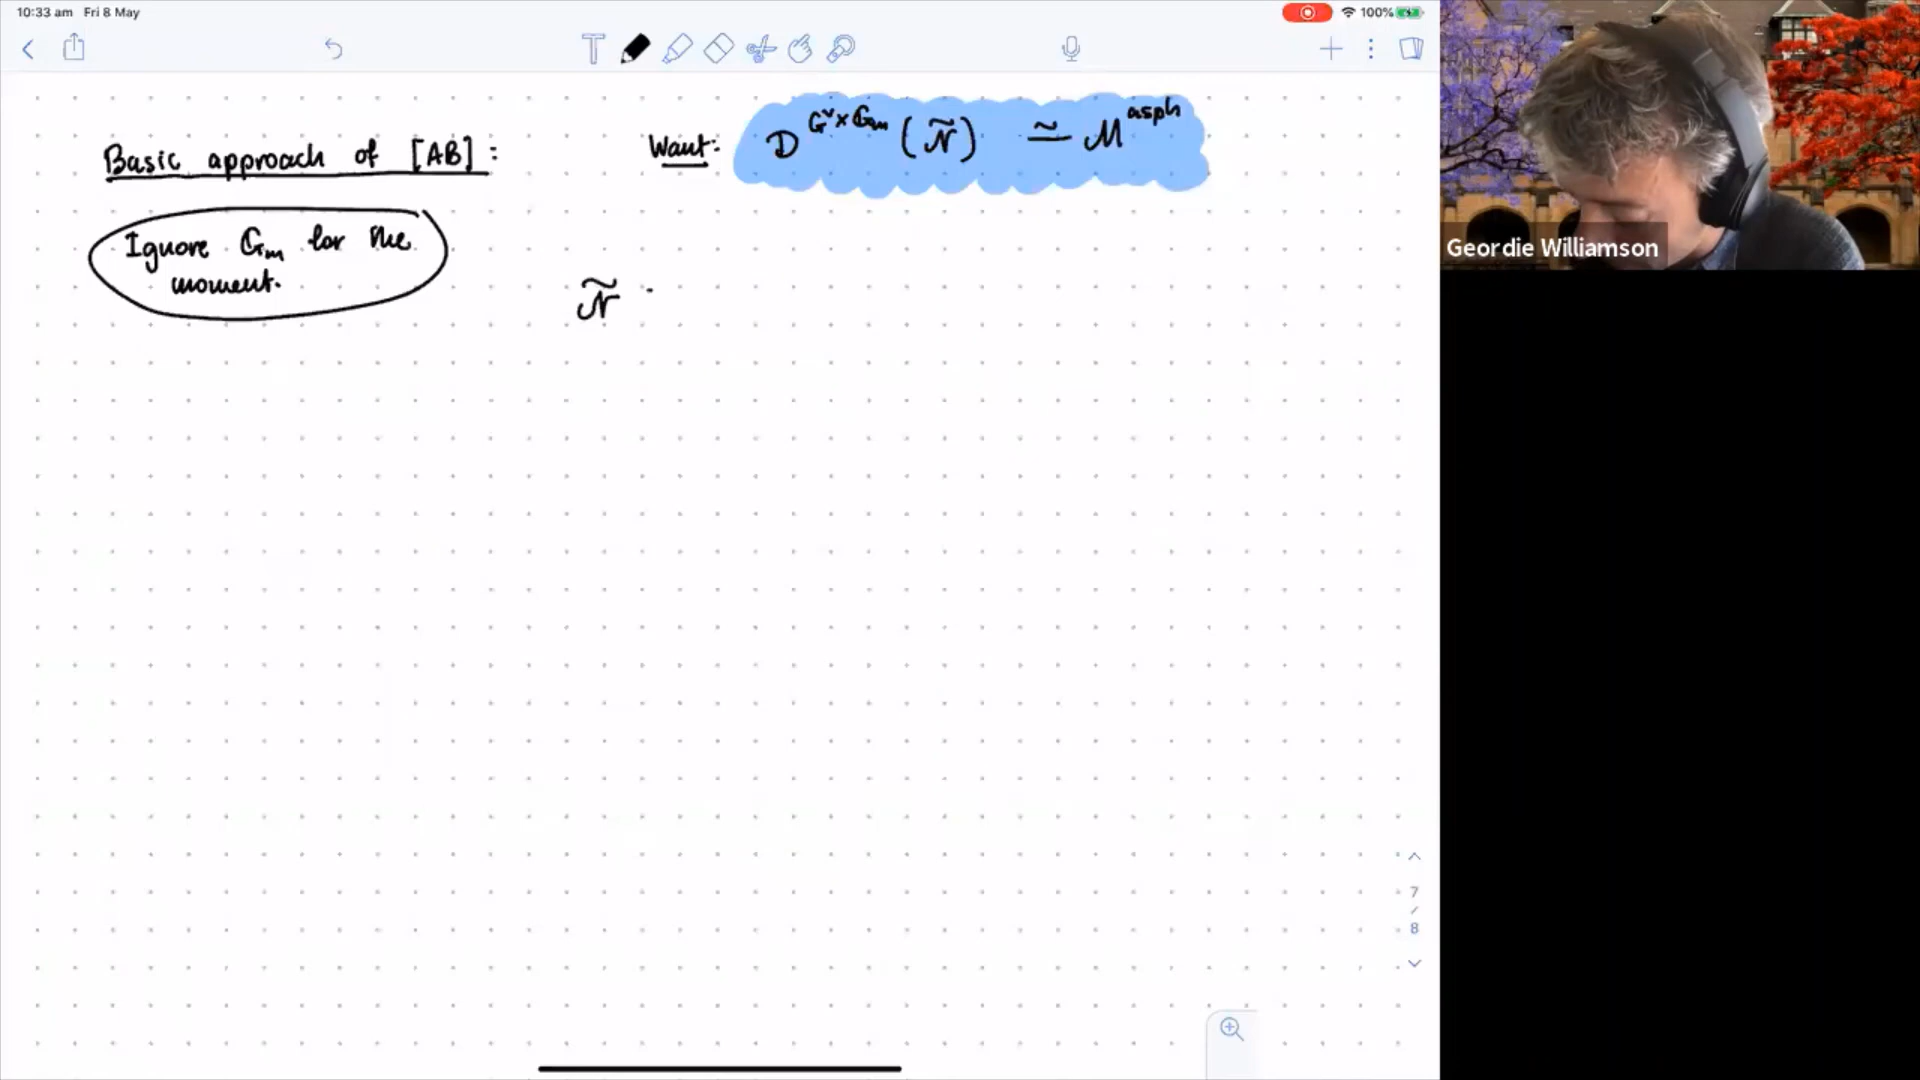 10:33 am Fri 8 May
100%
Basic approach of [AB]:
Want: D^{G^∨×G_m}(Ñ) ≃ M^{asph}
Ignore G_m for the
moment.
Ñ
Geordie Williamson
7
/
8